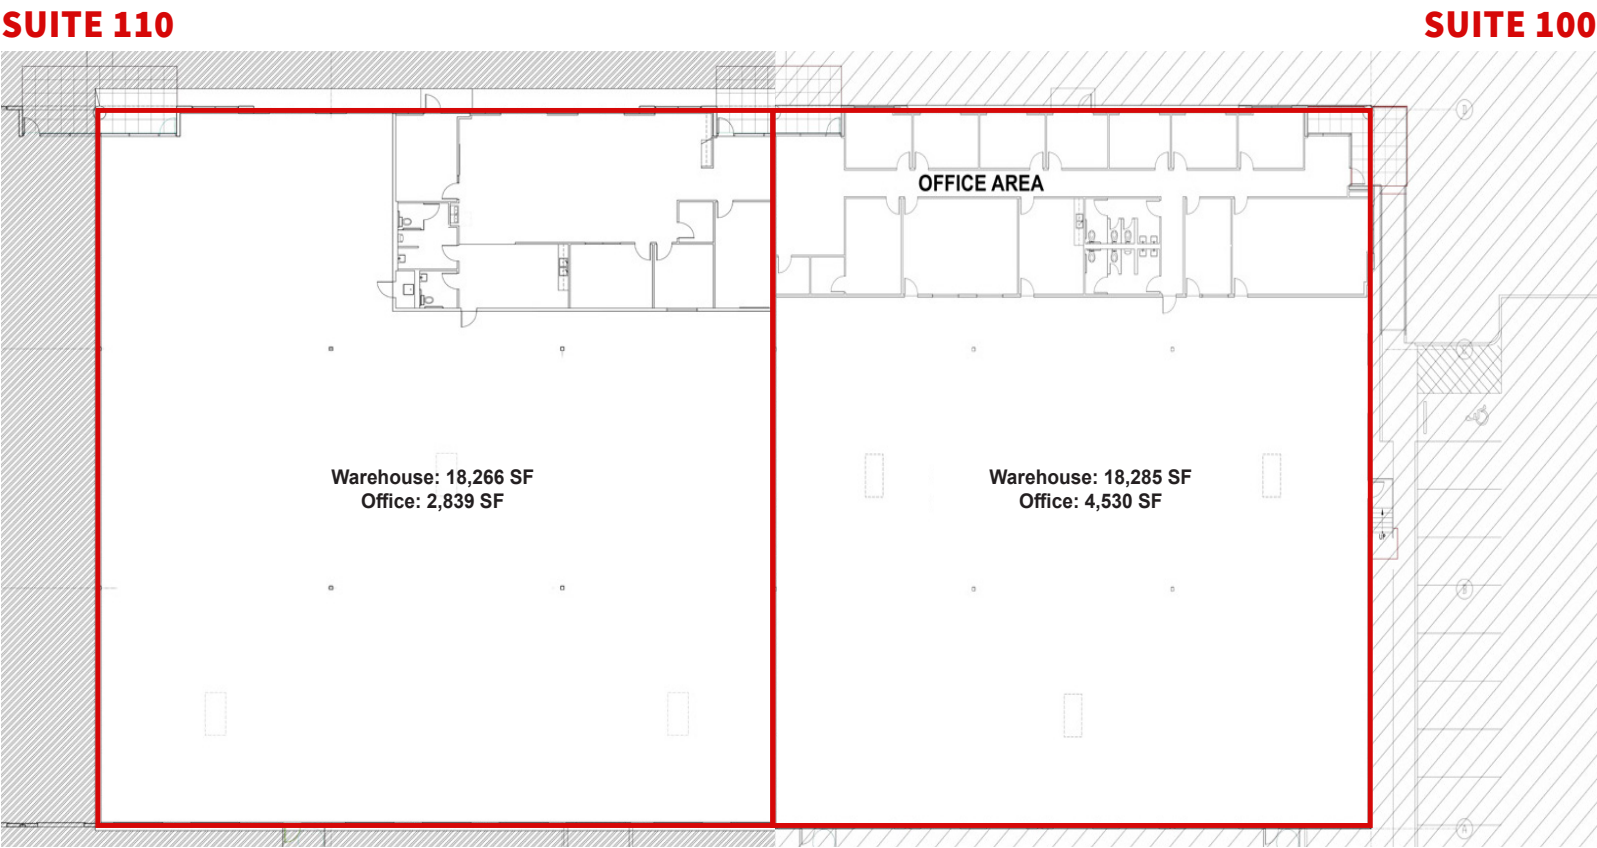 SUITE 110
SUITE 100
OFFICE AREA
Warehouse: 18,266 SF
Office: 2,839 SF
Warehouse: 18,285 SF
Office: 4,530 SF